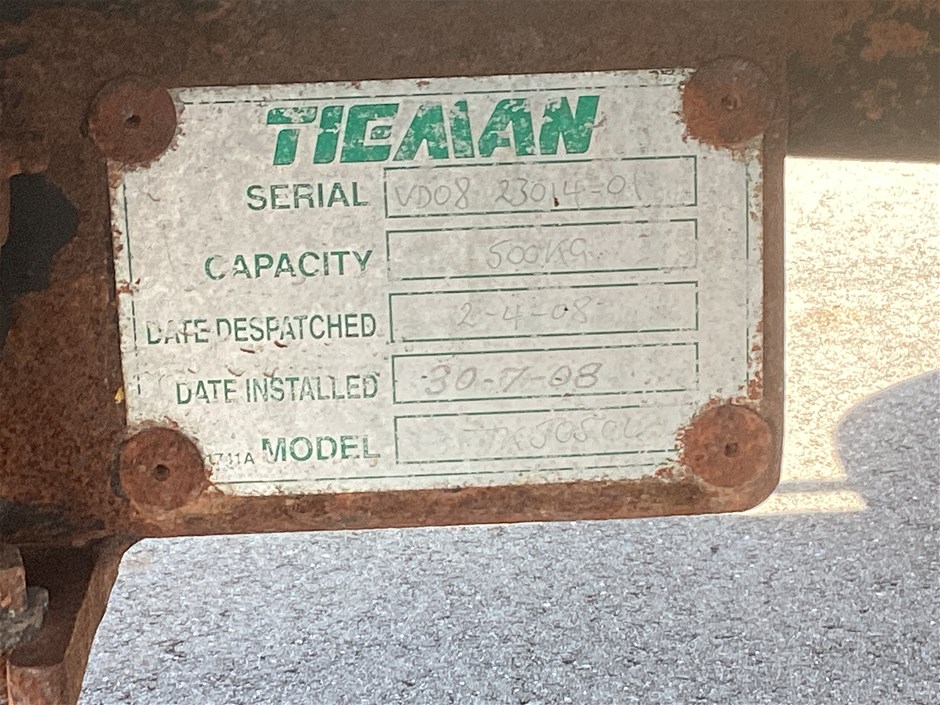 TIEMAN
SERIAL VD08 23014-01
CAPACITY 500KG
DATE DESPATCHED 2-4-08
DATE INSTALLED 30-7-08
MODEL